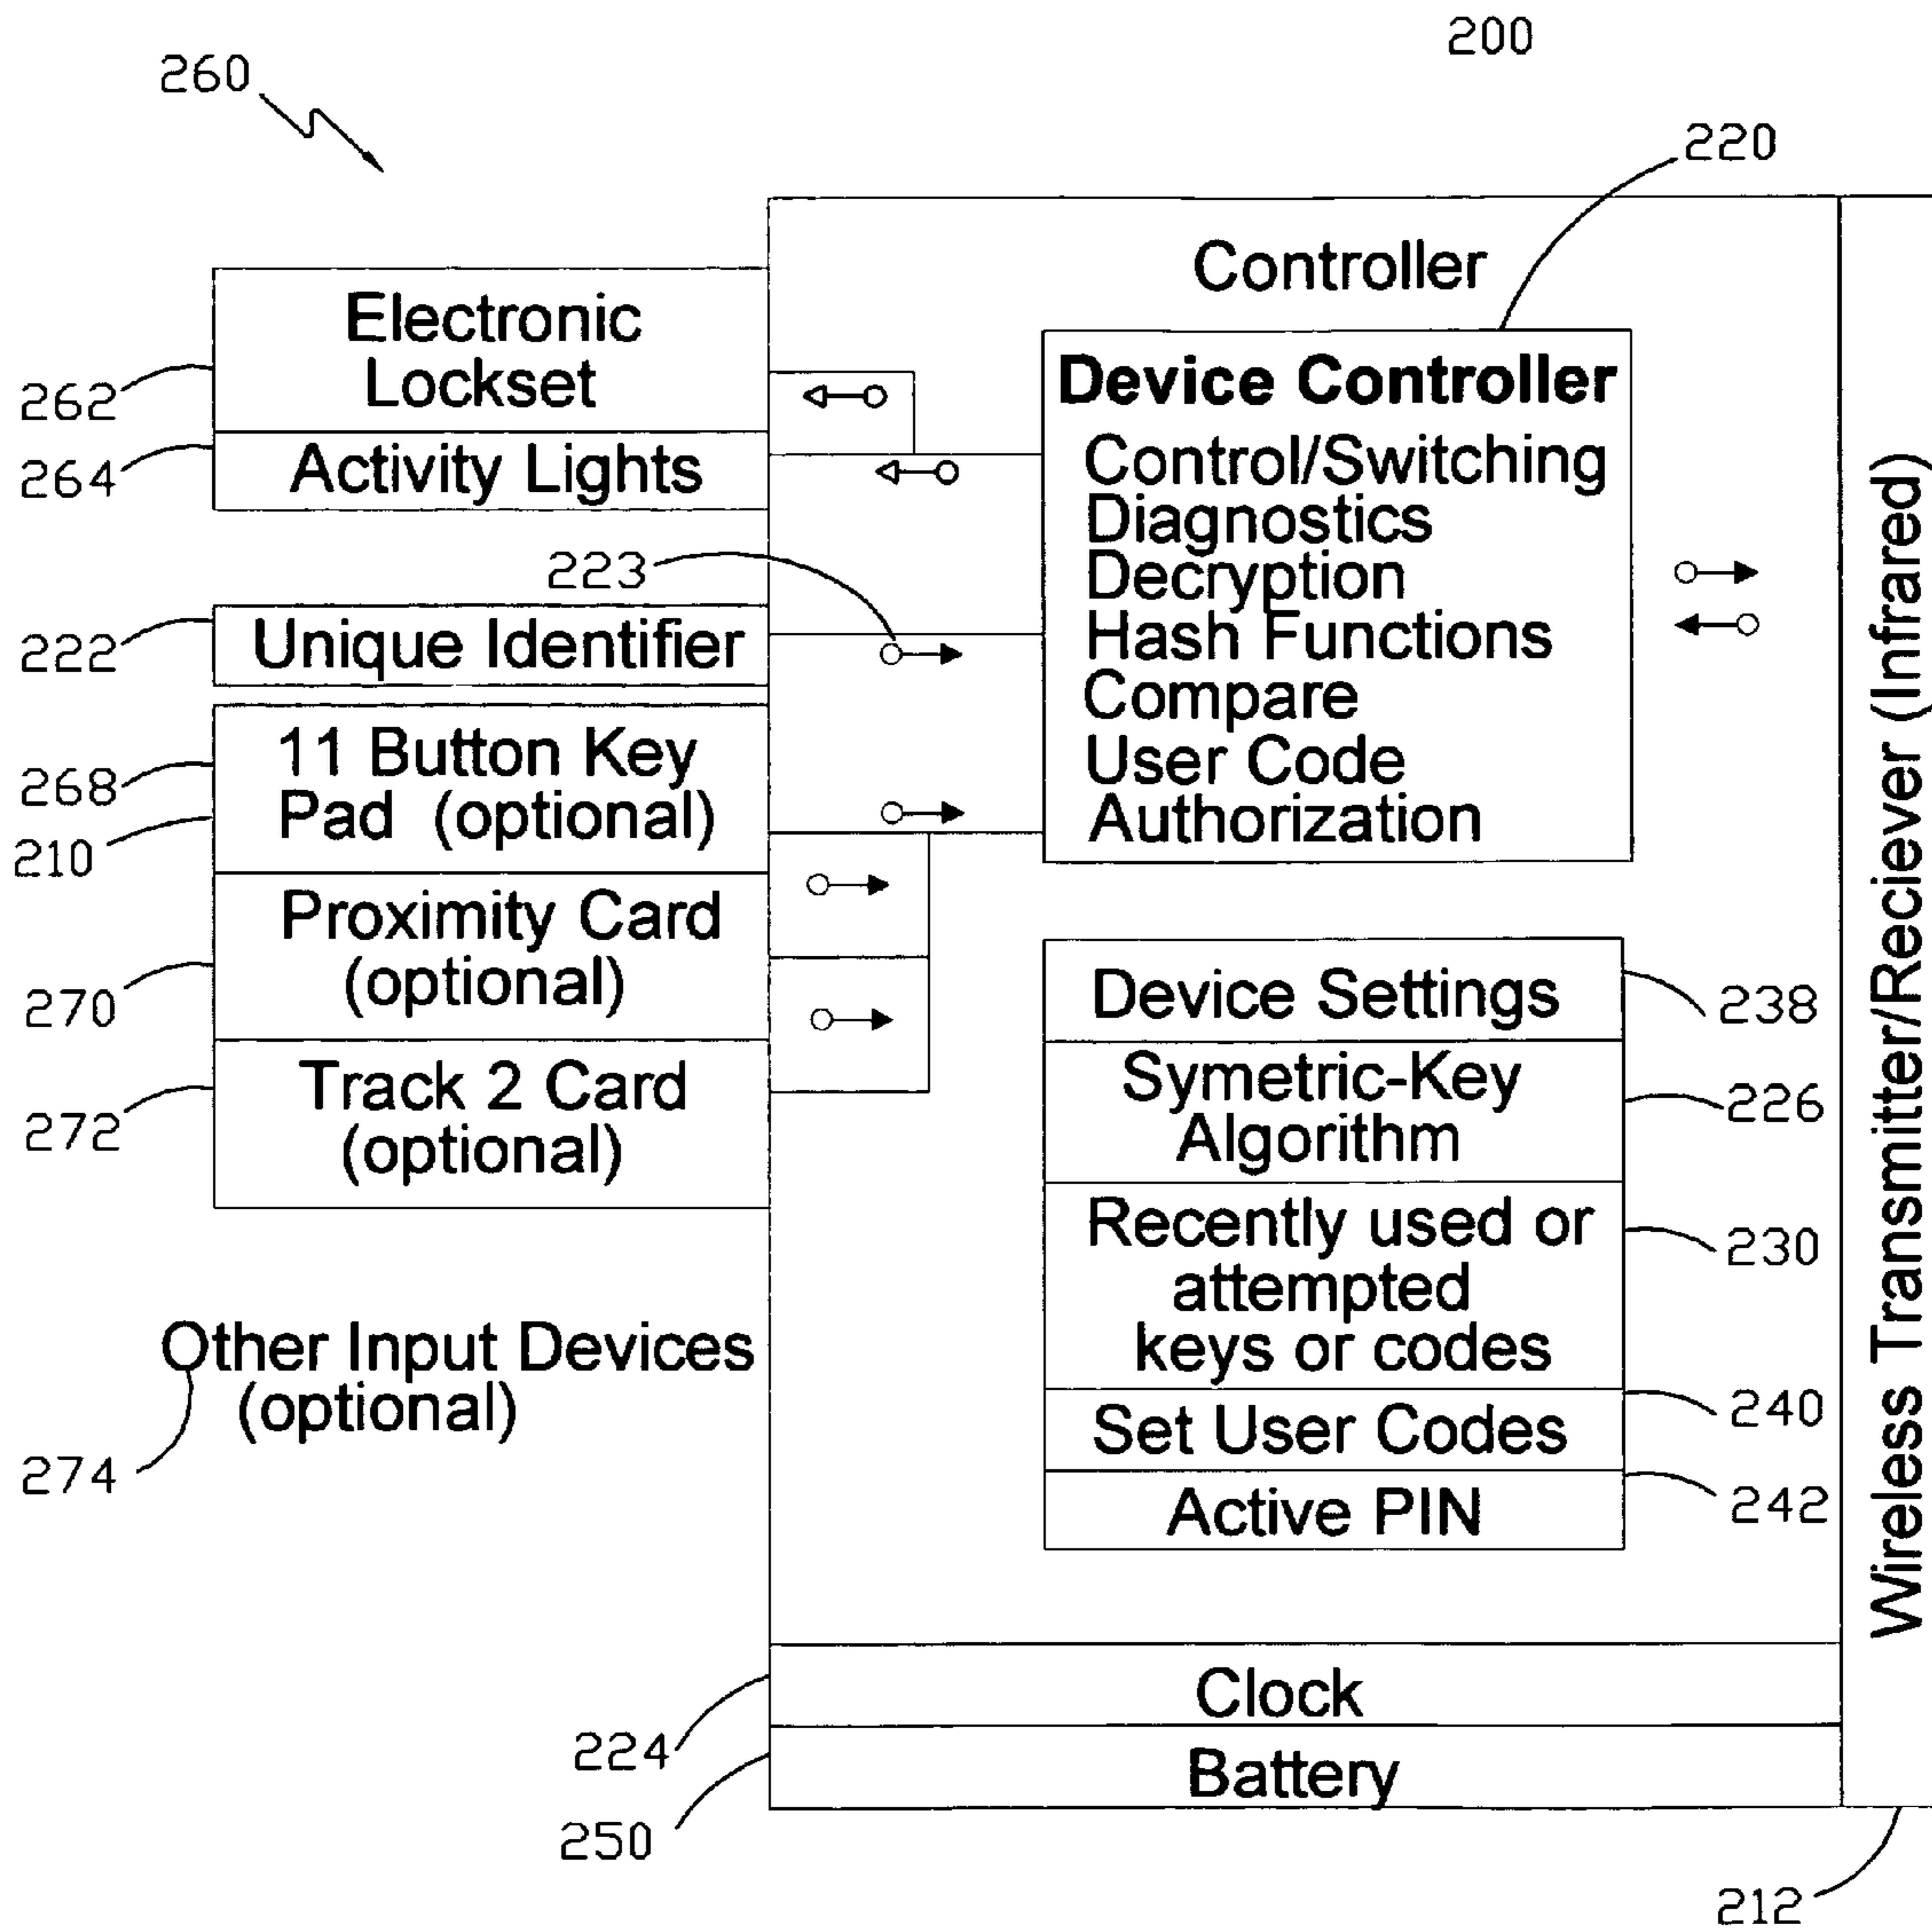 200
260
220
Controller
Electronic
Lockset
262
Activity Lights
264
223
Unique Identifier
222
11 Button Key
Pad (optional)
268
210
Proximity Card
(optional)
270
Track 2 Card
(optional)
272
Other Input Devices
(optional)
274
Device Controller
Control/Switching
Diagnostics
Decryption
Hash Functions
Compare
User Code
Authorization
Device Settings
238
Symetric-Key
Algorithm
226
Recently used or
attempted
keys or codes
230
Set User Codes
240
Active PIN
242
Clock
224
Battery
250
Wireless Transmitter/Reciever (Infrared)
212